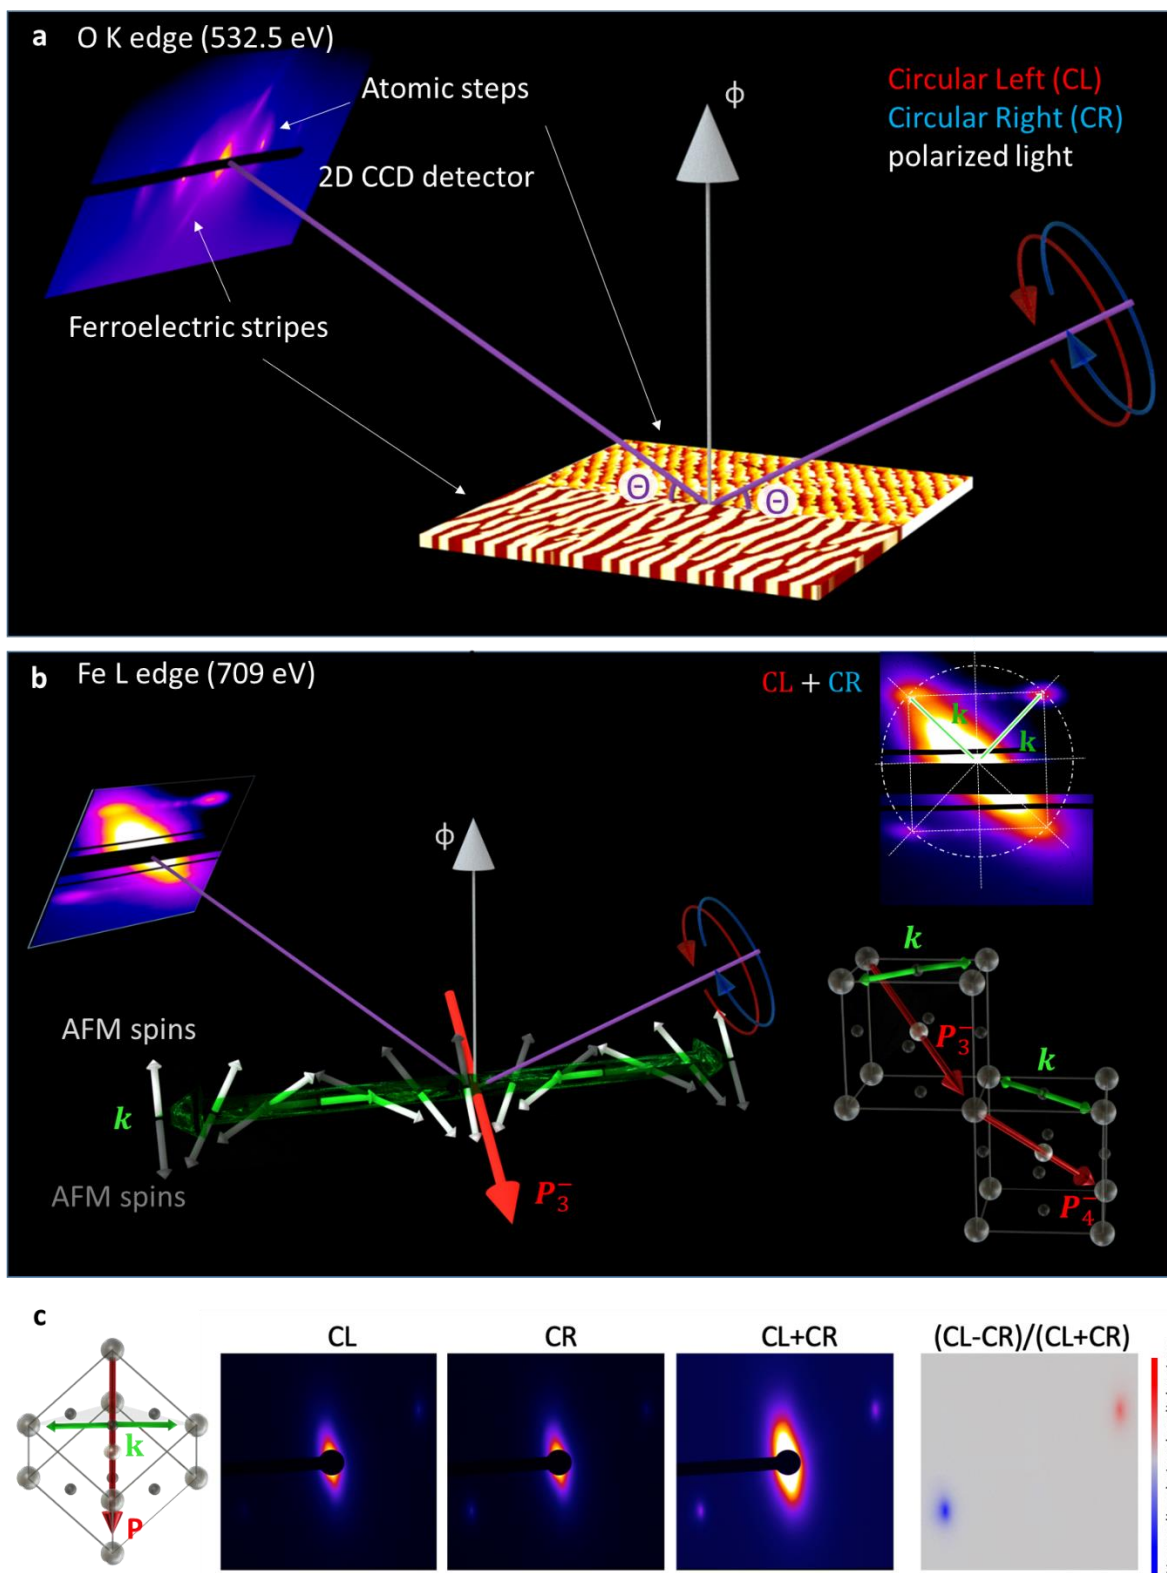 a O K edge (532.5 eV)
Atomic steps
2D CCD detector
Ferroelectric stripes
ϕ
Circular Left (CL)
Circular Right (CR)
polarized light
Θ Θ
b Fe L edge (709 eV)
CL + CR
k
k
ϕ
AFM spins
k
AFM spins
P₃⁻
k
P₃⁻
k
P₄⁻
c
CL CR CL+CR (CL-CR)/(CL+CR)
k
P